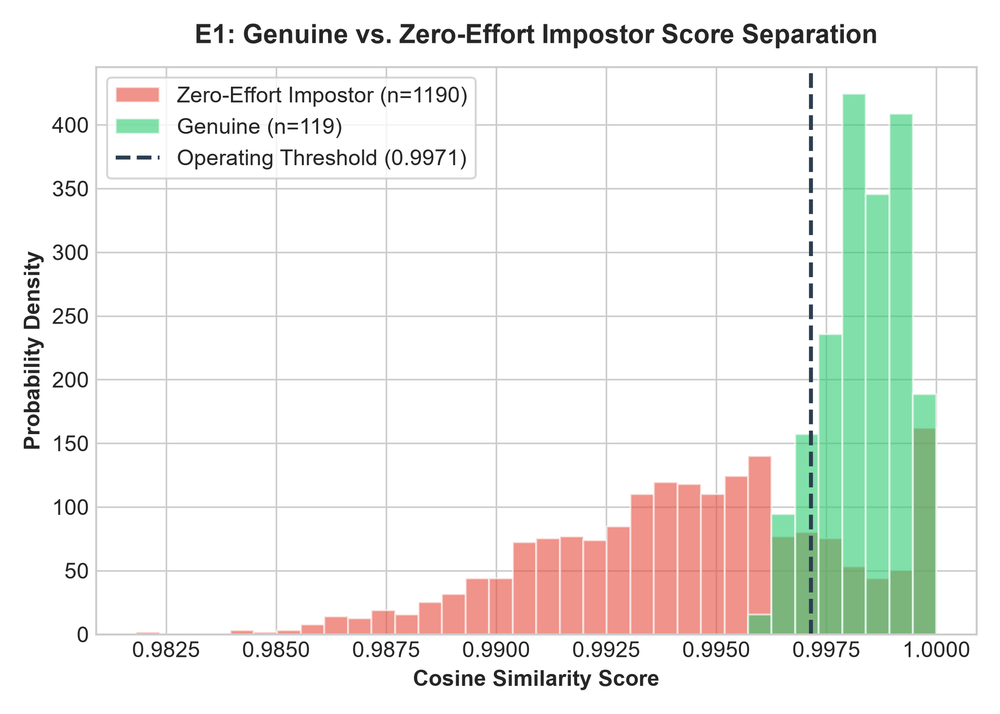 E1: Genuine vs. Zero-Effort Impostor Score Separation
Zero-Effort Impostor (n=1190)
Genuine (n=119)
Operating Threshold (0.9971)
400
350
300
250
200
150
100
50
0
Probability Density
0.9825 0.9850 0.9875 0.9900 0.9925 0.9950 0.9975 1.0000
Cosine Similarity Score